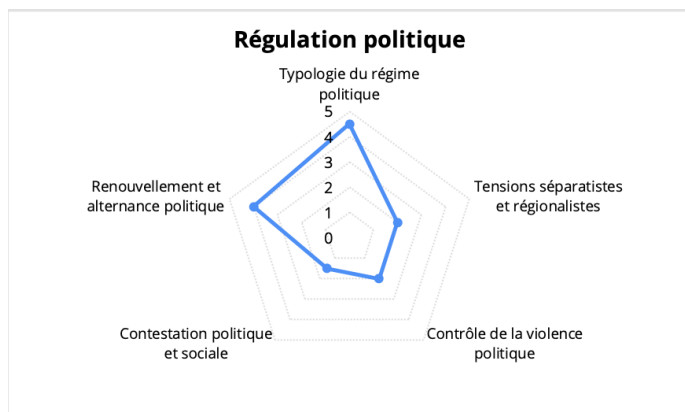 Régulation politique
Typologie du régime
politique
5
4
3
2
1
0
Renouvellement et
alternance politique
Tensions séparatistes
et régionalistes
Contestation politique
et sociale
Contrôle de la violence
politique